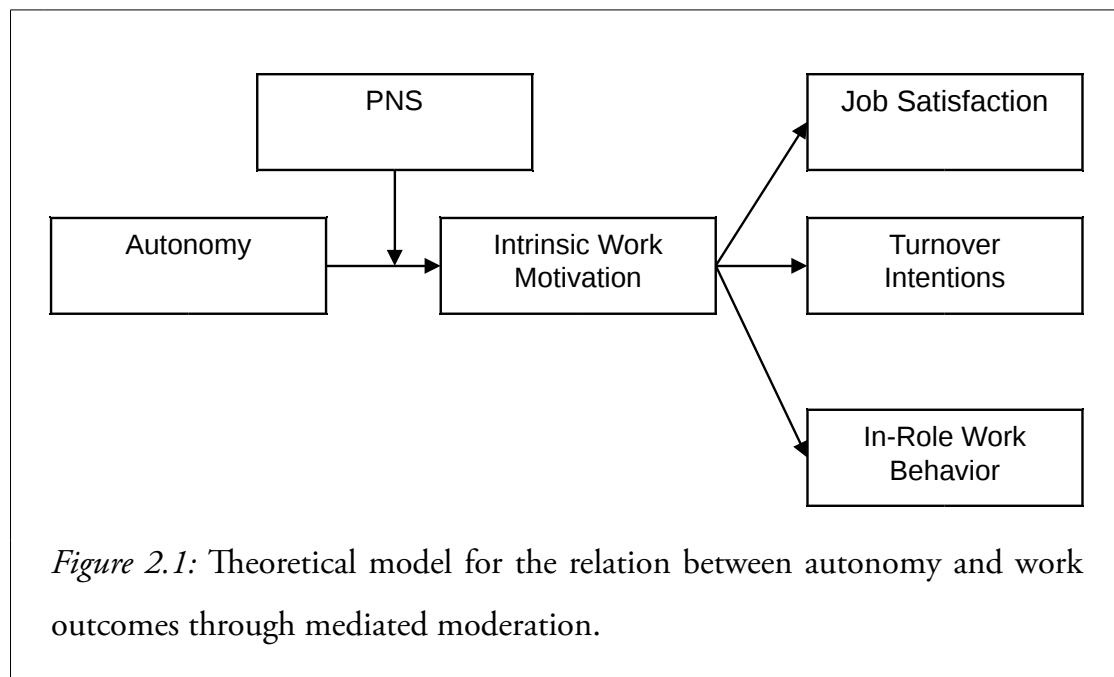 PNS
Job Satisfaction
Autonomy
Intrinsic Work
Motivation
Turnover
Intentions
In-Role Work
Behavior
Figure 2.1: Theoretical model for the relation between autonomy and work
outcomes through mediated moderation.